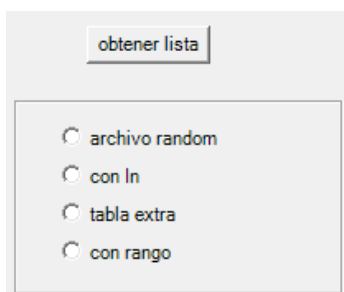 obtener lista
archivo random
con In
tabla extra
con rango